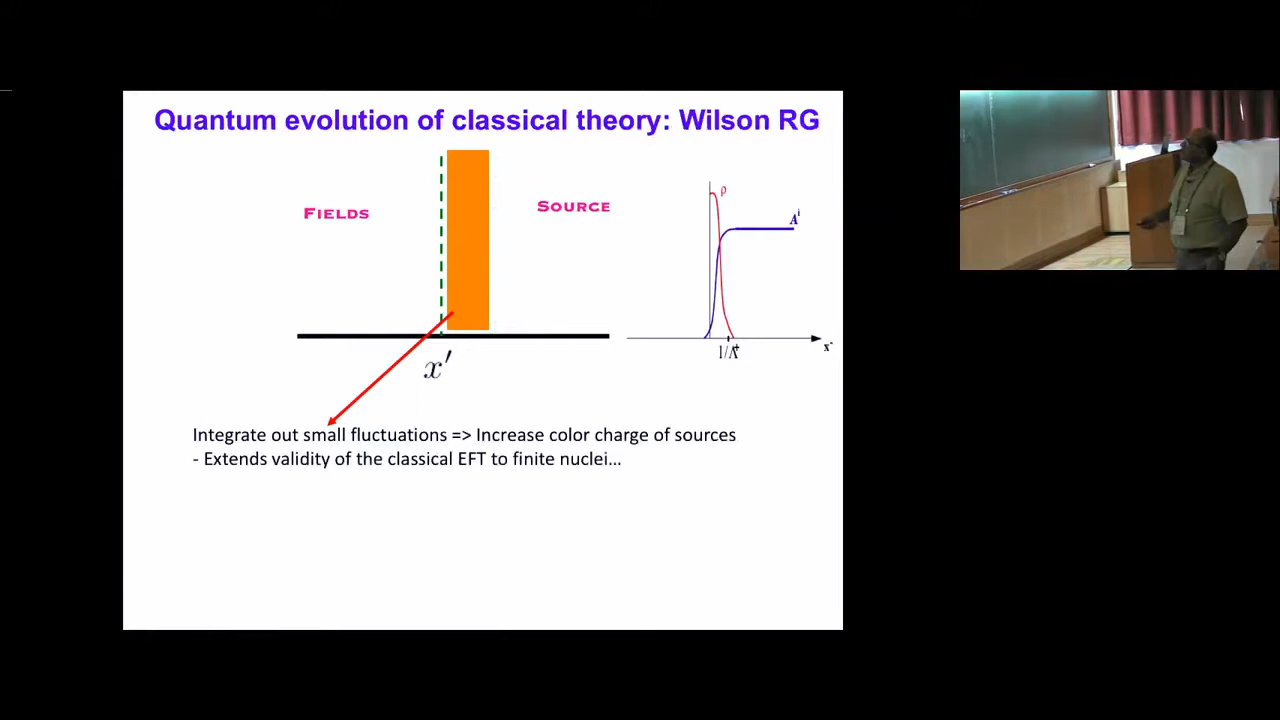 Quantum evolution of classical theory: Wilson RG
FIELDS
SOURCE
ρ
Aⁱ
x'
1/Λ⁺
x⁻
Integrate out small fluctuations => Increase color charge of sources
- Extends validity of the classical EFT to finite nuclei...